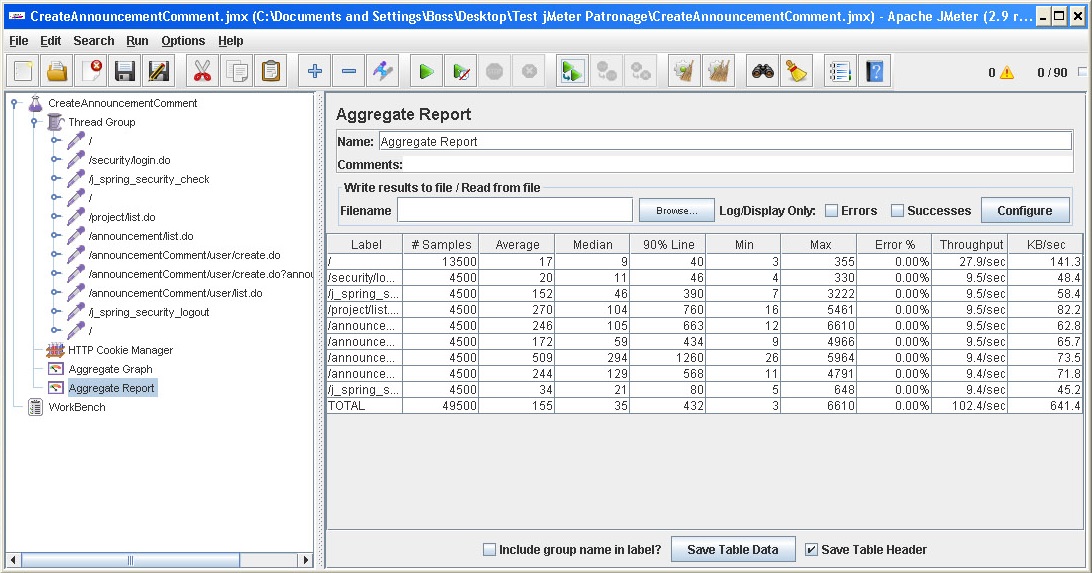 CreateAnnouncementComment.jmx (C:\Documents and Settings\Boss\Desktop\Test jMeter Patronage\CreateAnnouncementComment.jmx) - Apache JMeter (2.9 r...
File Edit Search Run Options Help
0 0 / 90
CreateAnnouncementComment
Thread Group
/
/security/login.do
/j_spring_security_check
/
/project/list.do
/announcement/list.do
/announcementComment/user/create.do
/announcementComment/user/create.do?annou
/announcementComment/user/list.do
/j_spring_security_logout
/
HTTP Cookie Manager
Aggregate Graph
Aggregate Report
WorkBench
Aggregate Report
Name: Aggregate Report
Comments:
Write results to file / Read from file
Filename Browse... Log/Display Only: Errors Successes Configure
Label # Samples Average Median 90% Line Min Max Error % Throughput KB/sec
/ 13500 17 9 40 3 355 0.00% 27.9/sec 141.3
/security/lo... 4500 20 11 46 4 330 0.00% 9.5/sec 48.4
/j_spring_s... 4500 152 46 390 7 3222 0.00% 9.5/sec 58.4
/project/list.... 4500 270 104 760 16 5461 0.00% 9.5/sec 82.2
/announce... 4500 246 105 663 12 6610 0.00% 9.5/sec 62.8
/announce... 4500 172 59 434 9 4966 0.00% 9.5/sec 65.7
/announce... 4500 509 294 1260 26 5964 0.00% 9.4/sec 73.5
/announce... 4500 244 129 568 11 4791 0.00% 9.4/sec 71.8
/j_spring_s... 4500 34 21 80 5 648 0.00% 9.4/sec 45.2
TOTAL 49500 155 35 432 3 6610 0.00% 102.4/sec 641.4
Include group name in label? Save Table Data Save Table Header